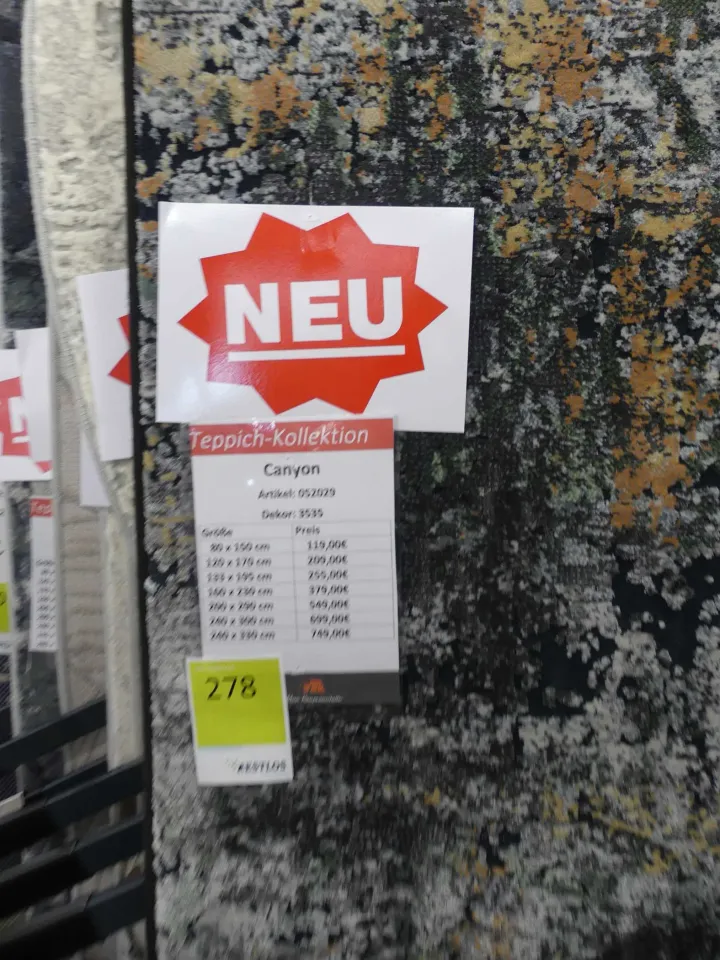 NEU
Teppich-Kollektion
Canyon
Artikel: 052029
Dekor: 3535
Größe Preis
80 x 150 cm 119,00€
120 x 170 cm 209,00€
133 x 195 cm 255,00€
160 x 230 cm 379,00€
200 x 290 cm 549,00€
240 x 300 cm 699,00€
240 x 330 cm 749,00€
278